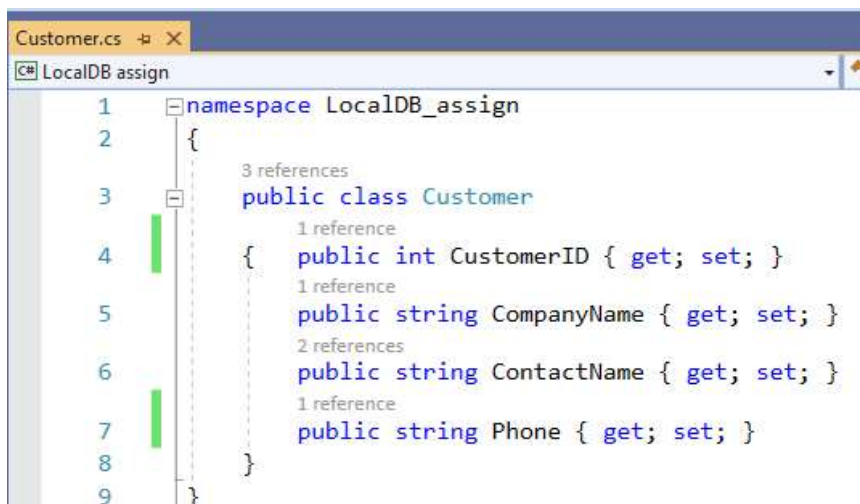 Customer.cs
C# LocalDB assign
1 namespace LocalDB_assign
2 {
3 references
3 public class Customer
1 reference
4 { public int CustomerID { get; set; }
1 reference
5 public string CompanyName { get; set; }
2 references
6 public string ContactName { get; set; }
1 reference
7 public string Phone { get; set; }
8 }
9 }